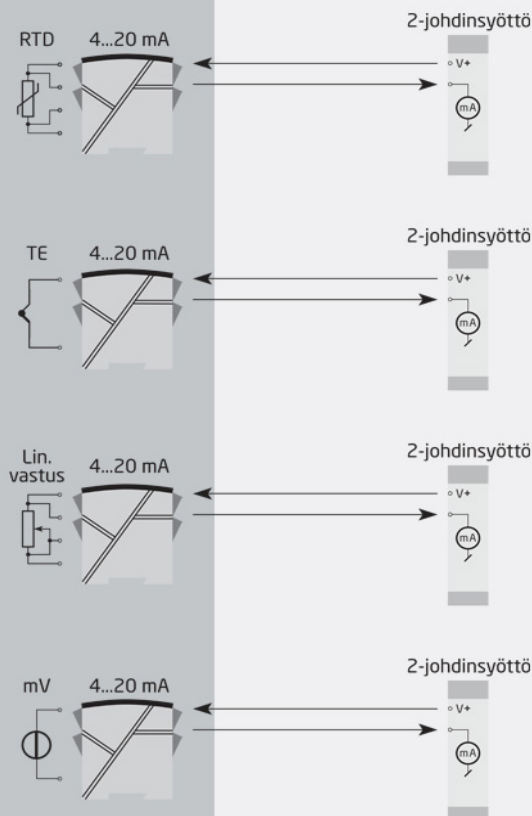 2-johdinsyöttö
RTD
4...20 mA
V+
mA
2-johdinsyöttö
TE
4...20 mA
V+
mA
2-johdinsyöttö
Lin.
vastus
4...20 mA
V+
mA
2-johdinsyöttö
mV
4...20 mA
V+
mA